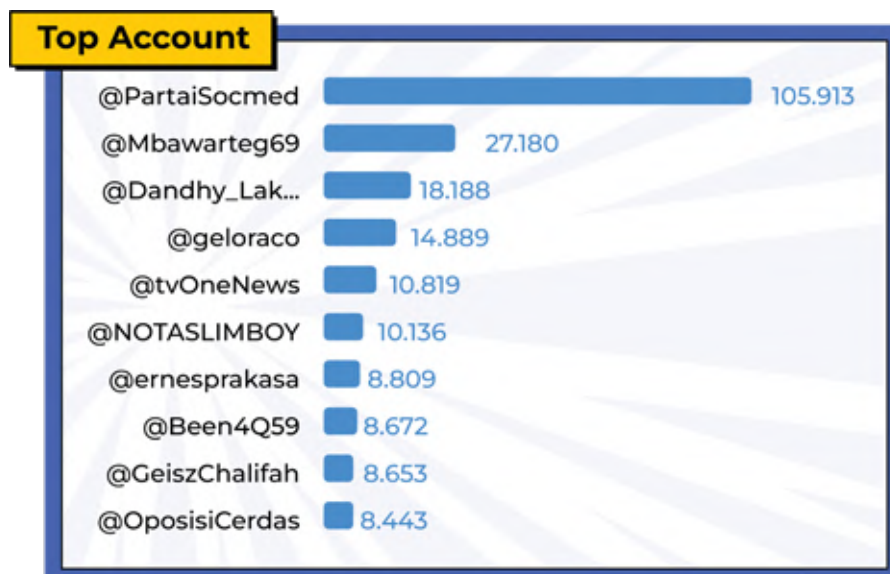 Top Account
@PartaiSocmed 105.913
@Mbawarteg69 27.180
@Dandhy_Lak... 18.188
@geloraco 14.889
@tvOneNews 10.819
@NOTASLIMBOY 10.136
@ernesprakasa 8.809
@Been4Q59 8.672
@GeiszChalifah 8.653
@OposisiCerdas 8.443